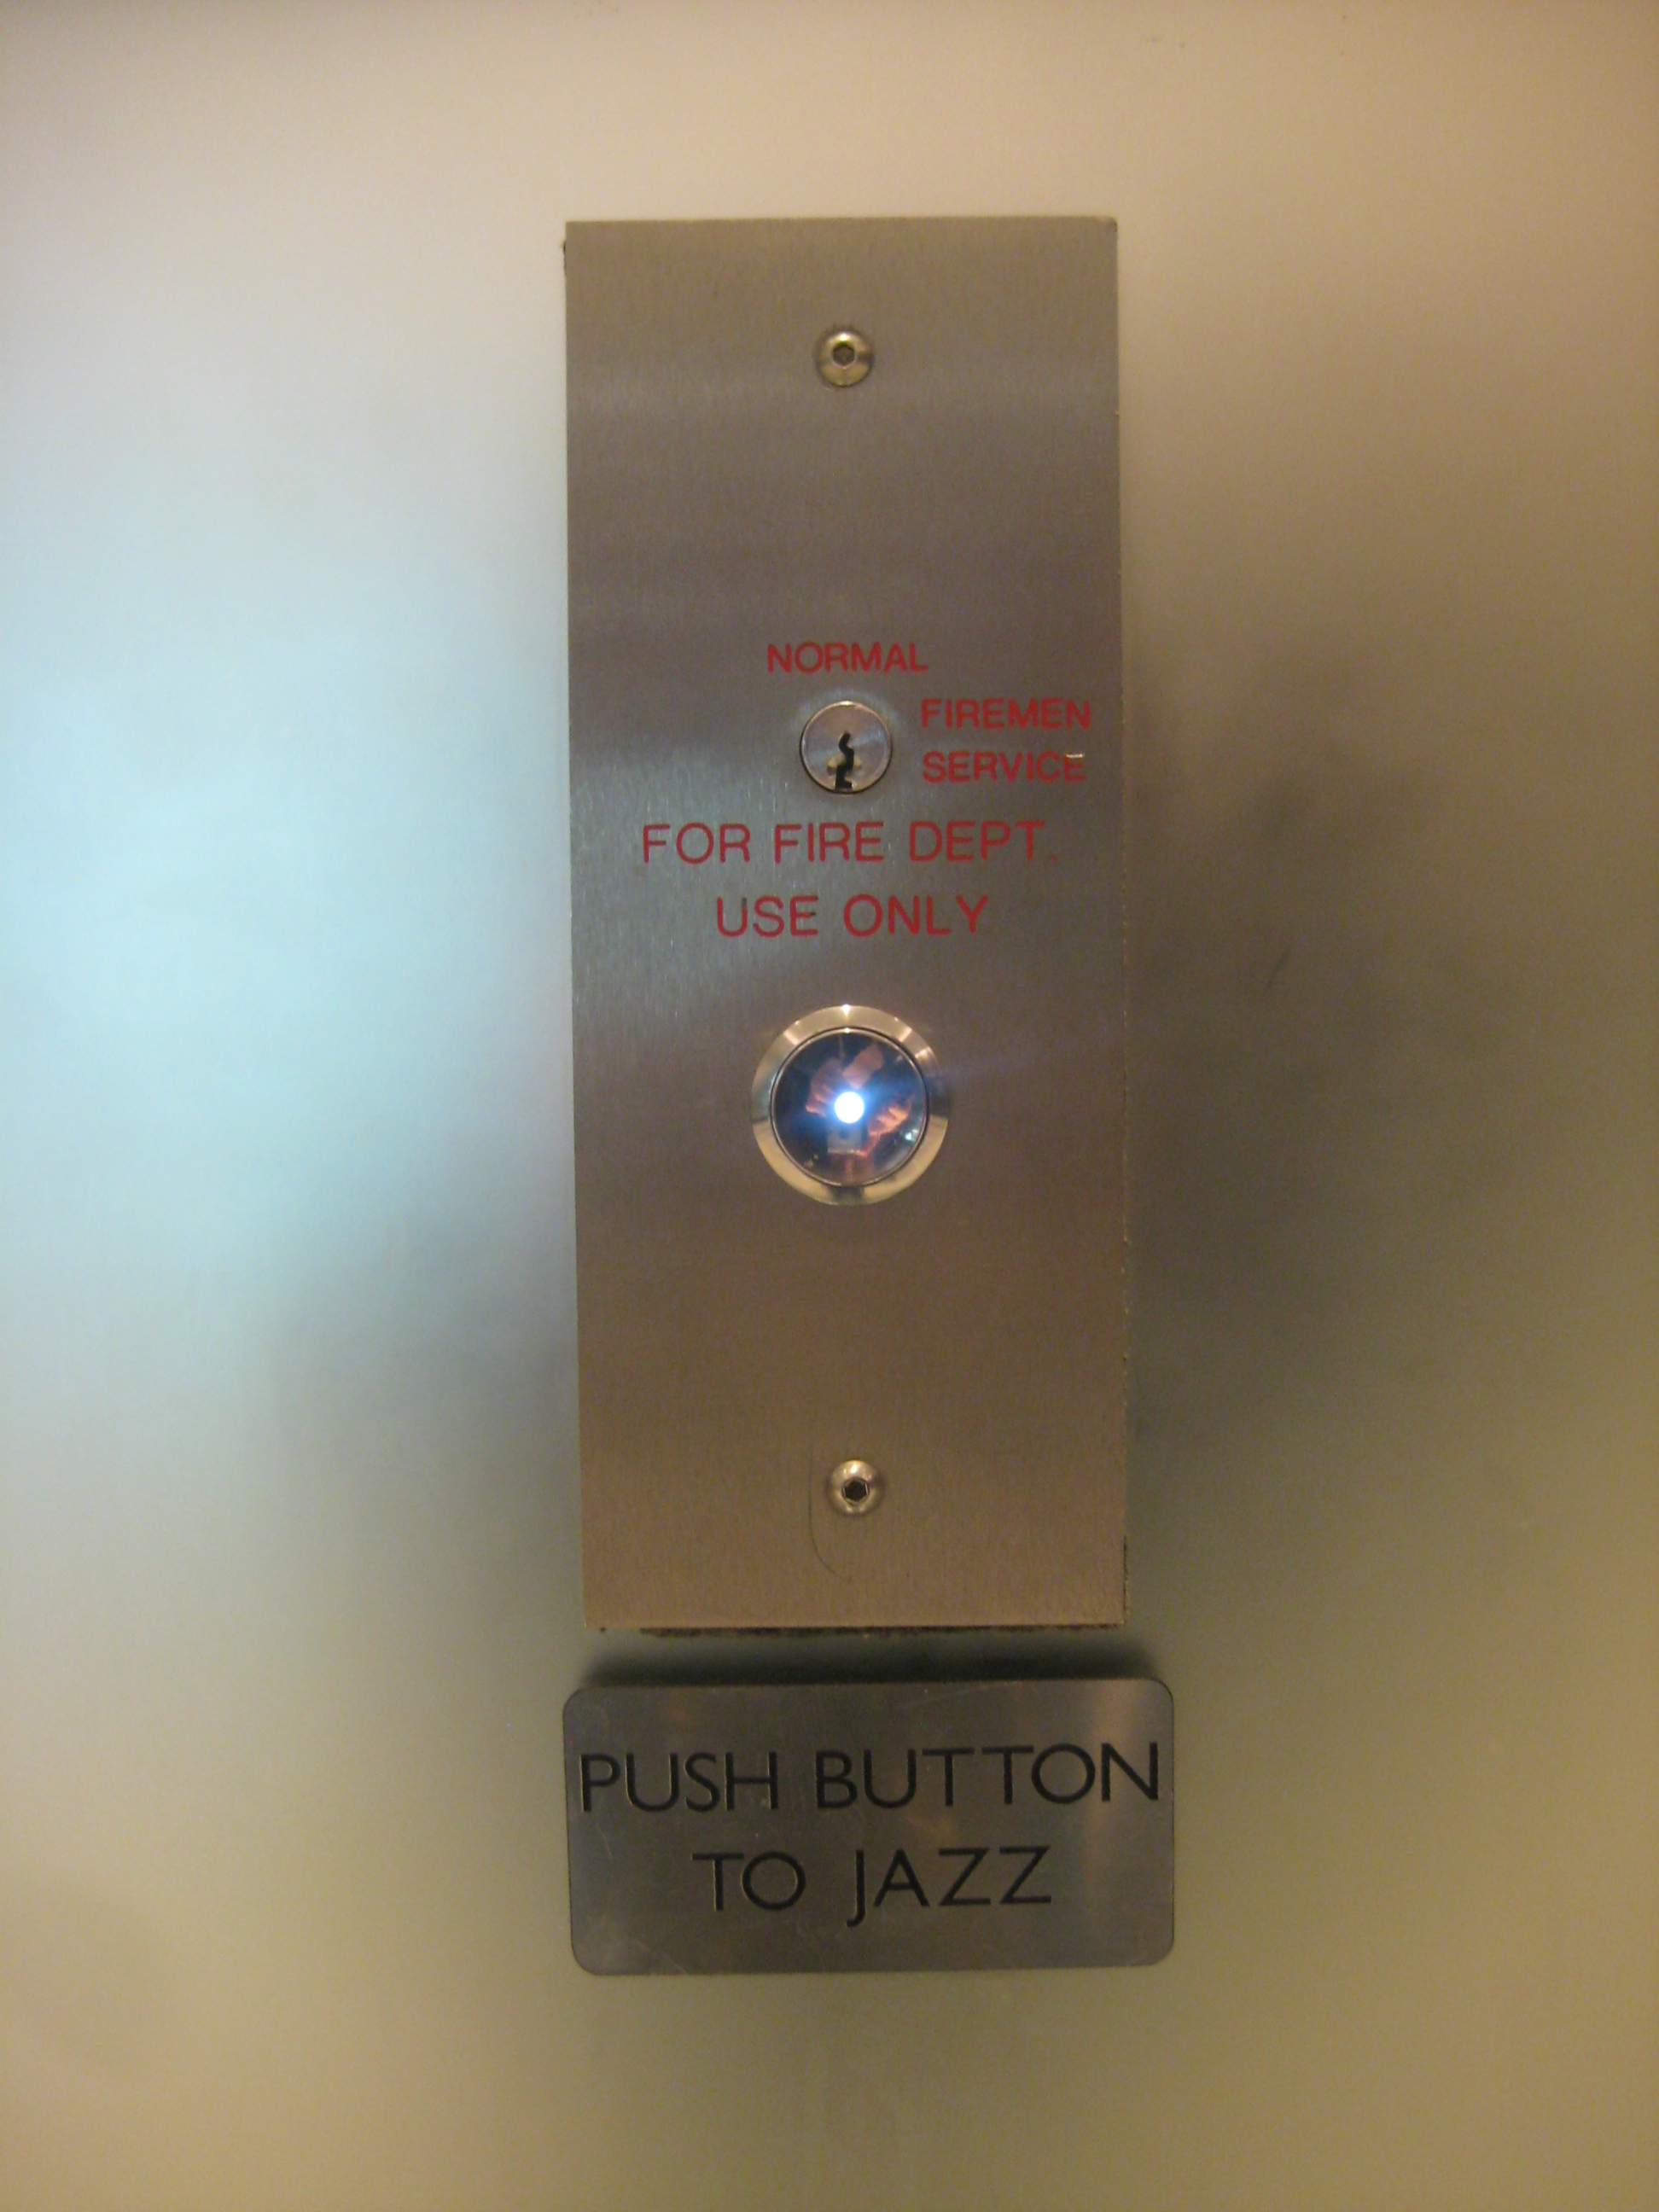 NORMAL
FIREMEN
SERVICE
FOR FIRE DEPT.
USE ONLY
PUSH BUTTON
TO JAZZ